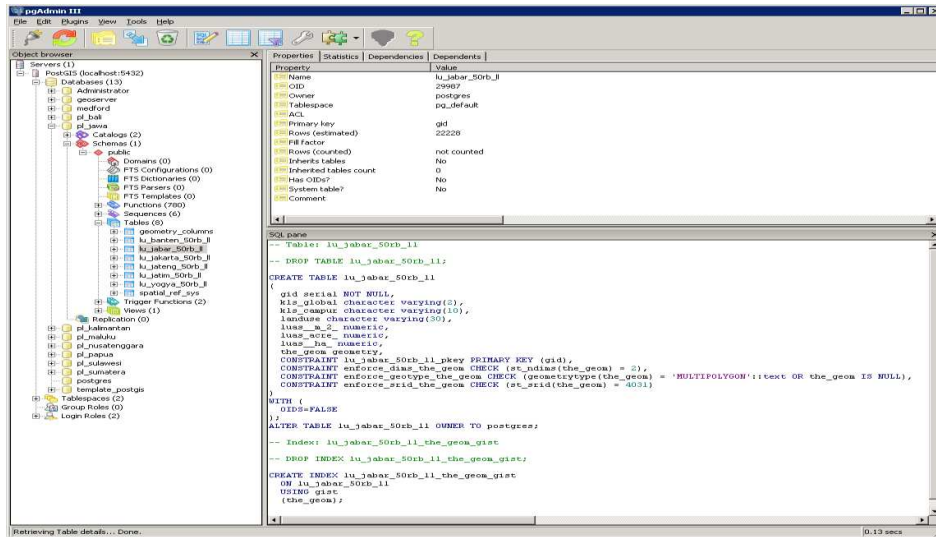 pgAdmin III
File Edit Plugins View Tools Help
Object browser
Servers (1)
PostGIS (localhost:5432)
Databases (13)
Administrator
geoserver
medford
pl_bali
pl_jawa
Catalogs (2)
Schemas (1)
public
Domains (0)
FTS Configurations (0)
FTS Dictionaries (0)
FTS Parsers (0)
FTS Templates (0)
Functions (780)
Sequences (6)
Tables (8)
geometry_columns
lu_banten_50rb_ll
lu_jabar_50rb_ll
lu_jakarta_50rb_ll
lu_jateng_50rb_ll
lu_jatim_50rb_ll
lu_yogya_50rb_ll
spatial_ref_sys
Trigger Functions (2)
Views (1)
Replication (0)
pl_kalimantan
pl_maluku
pl_nusatenggara
pl_papua
pl_sulawesi
pl_sumatera
postgres
template_postgis
Tablespaces (2)
Group Roles (0)
Login Roles (2)
Properties Statistics Dependencies Dependents
Property Value
Name lu_jabar_50rb_ll
OID 29987
Owner postgres
Tablespace pg_default
ACL
Primary key gid
Rows (estimated) 22228
Fill factor
Rows (counted) not counted
Inherits tables No
Inherited tables count 0
Has OIDs? No
System table? No
Comment
SQL pane
-- Table: lu_jabar_50rb_ll
-- DROP TABLE lu_jabar_50rb_ll;
CREATE TABLE lu_jabar_50rb_ll
(
gid serial NOT NULL,
kls_global character varying(2),
kls_campur character varying(10),
landuse character varying(30),
luas__m_2_ numeric,
luas_acre_ numeric,
luas__ha_ numeric,
the_geom geometry,
CONSTRAINT lu_jabar_50rb_ll_pkey PRIMARY KEY (gid),
CONSTRAINT enforce_dims_the_geom CHECK (st_ndims(the_geom) = 2),
CONSTRAINT enforce_geotype_the_geom CHECK (geometrytype(the_geom) = 'MULTIPOLYGON'::text OR the_geom IS NULL),
CONSTRAINT enforce_srid_the_geom CHECK (st_srid(the_geom) = 4031)
)
WITH (
OIDS=FALSE
);
ALTER TABLE lu_jabar_50rb_ll OWNER TO postgres;
-- Index: lu_jabar_50rb_ll_the_geom_gist
-- DROP INDEX lu_jabar_50rb_ll_the_geom_gist;
CREATE INDEX lu_jabar_50rb_ll_the_geom_gist
ON lu_jabar_50rb_ll
USING gist
(the_geom);
Retrieving Table details... Done. 0.13 secs